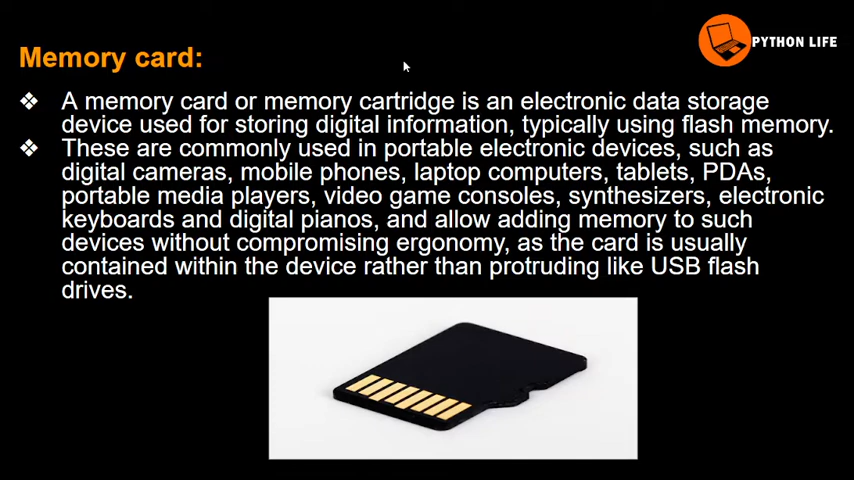 PYTHON LIFE
Memory card:
❖ A memory card or memory cartridge is an electronic data storage
device used for storing digital information, typically using flash memory.
❖ These are commonly used in portable electronic devices, such as
digital cameras, mobile phones, laptop computers, tablets, PDAs,
portable media players, video game consoles, synthesizers, electronic
keyboards and digital pianos, and allow adding memory to such
devices without compromising ergonomy, as the card is usually
contained within the device rather than protruding like USB flash
drives.